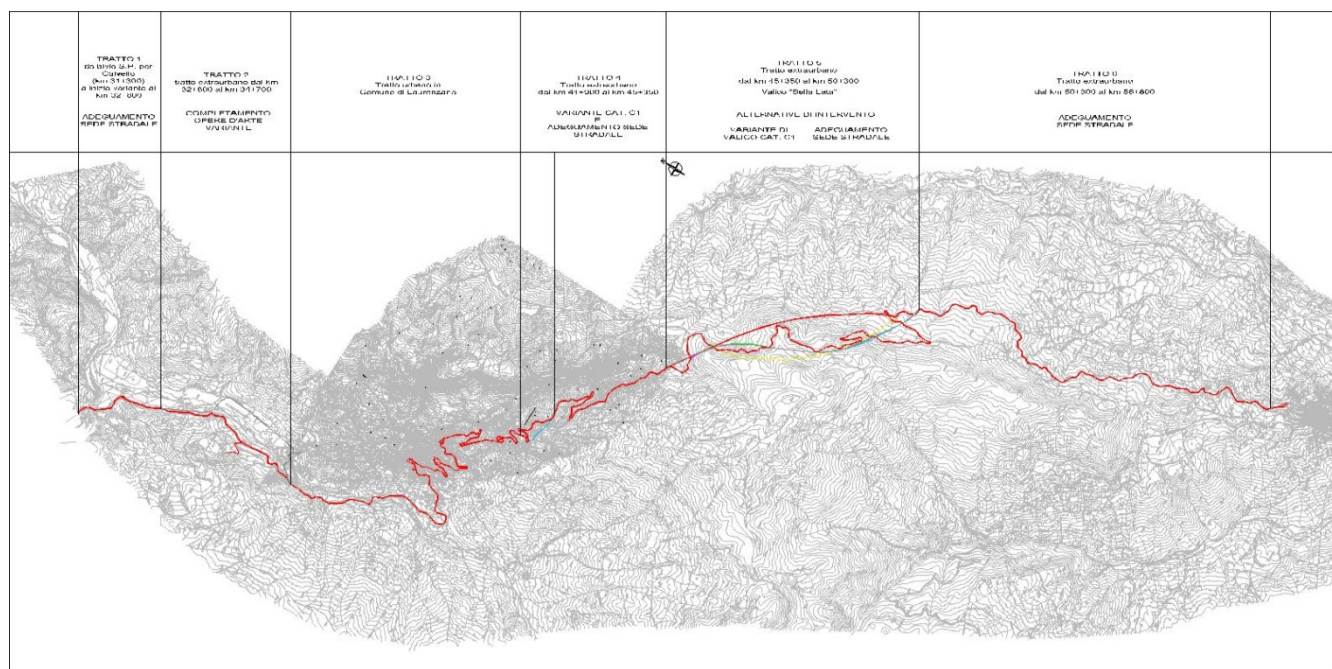 TRATTO 1
da bivio S.P. per
Calvello
(km 31+300)
a inizio variante al
km 32+600
ADEGUAMENTO
SEDE STRADALE
TRATTO 2
tratto extraurbano dal km
32+600 al km 34+700
COMPLETAMENTO
OPERE D'ARTE
VARIANTE
TRATTO 3
Tratto urbano in
Comune di Laurenzana
TRATTO 4
Tratto extraurbano
dal km 41+900 al km 45+350
VARIANTE CAT. C1
E
ADEGUAMENTO SEDE
STRADALE
TRATTO 5
Tratto extraurbano
dal km 45+350 al km 50+300
Valico "Sella Lata"
ALTERNATIVE DI INTERVENTO
VARIANTE DI
VALICO CAT. C1
ADEGUAMENTO
SEDE STRADALE
TRATTO 6
Tratto extraurbano
dal km 50+300 al km
ADEGUAMENTO
SEDE STRADALE